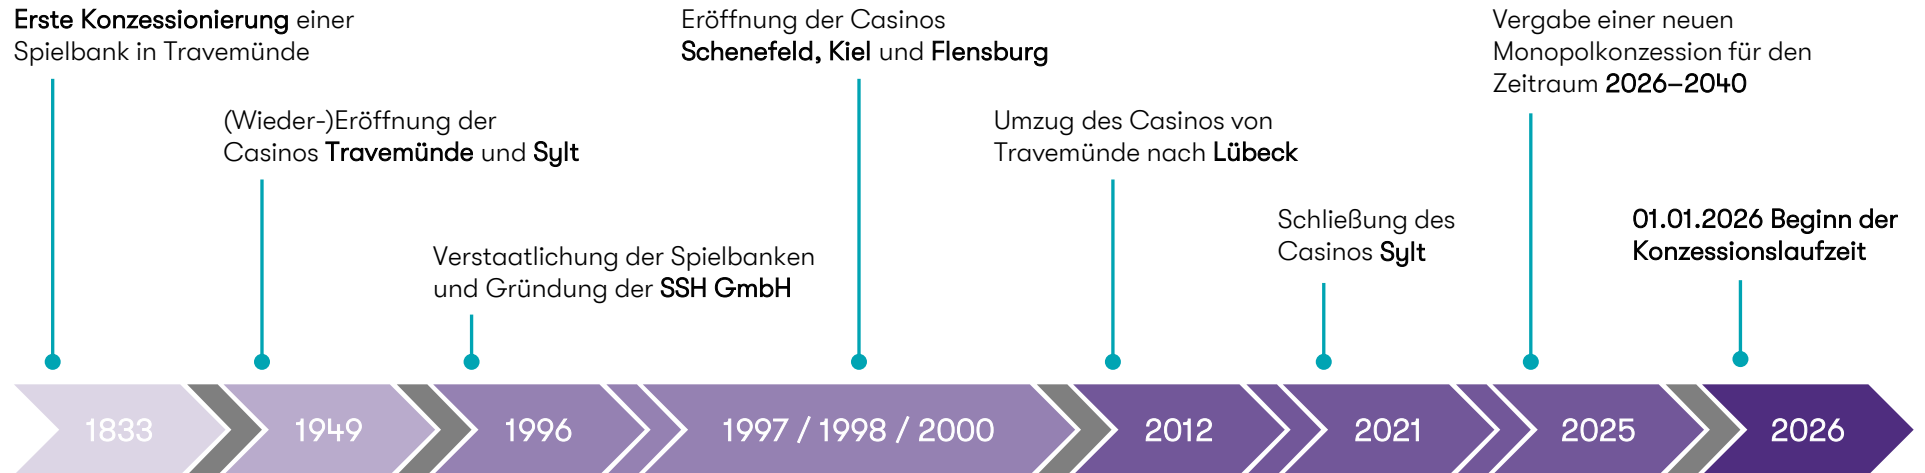 Erste Konzessionierung einer
Spielbank in Travemünde
(Wieder-)Eröffnung der
Casinos Travemünde und Sylt
Verstaatlichung der Spielbanken
und Gründung der SSH GmbH
Eröffnung der Casinos
Schenefeld, Kiel und Flensburg
Umzug des Casinos von
Travemünde nach Lübeck
Schließung des
Casinos Sylt
Vergabe einer neuen
Monopolkonzession für den
Zeitraum 2026–2040
01.01.2026 Beginn der
Konzessionslaufzeit
1833
1949
1996
1997 / 1998 / 2000
2012
2021
2025
2026